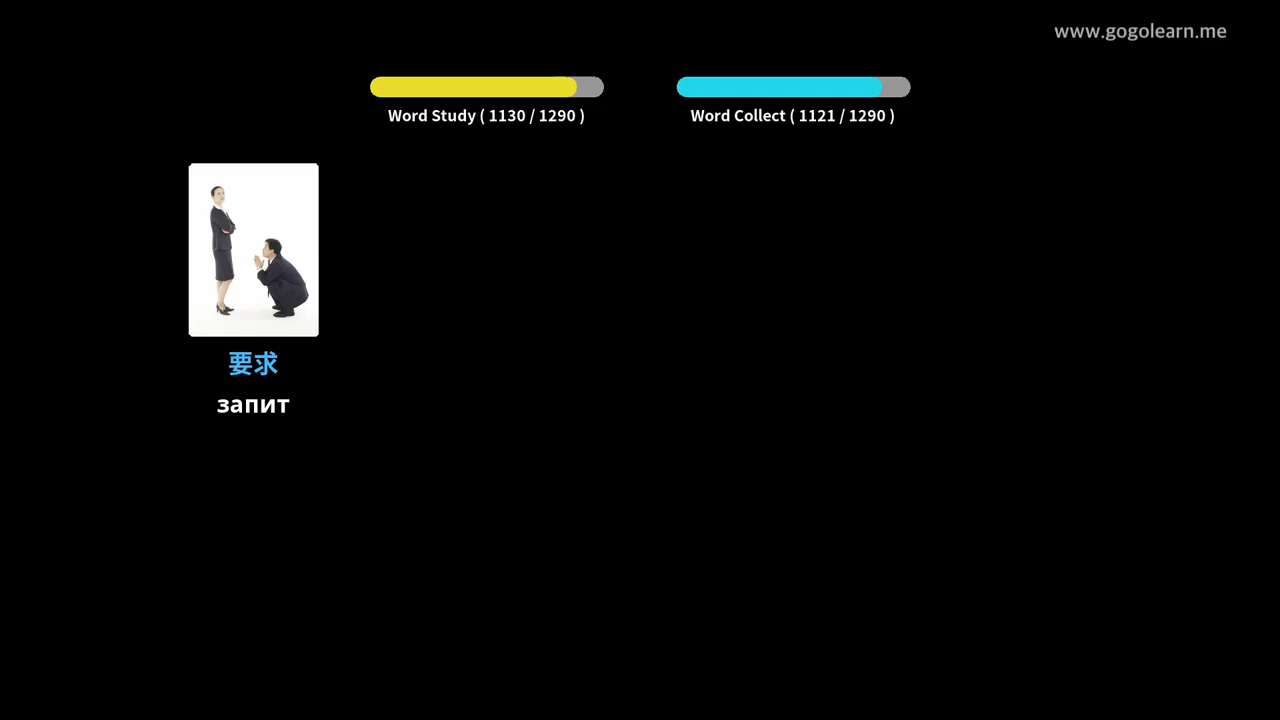 www.gogolearn.me
Word Study ( 1130 / 1290 )
Word Collect ( 1121 / 1290 )
要求
запит